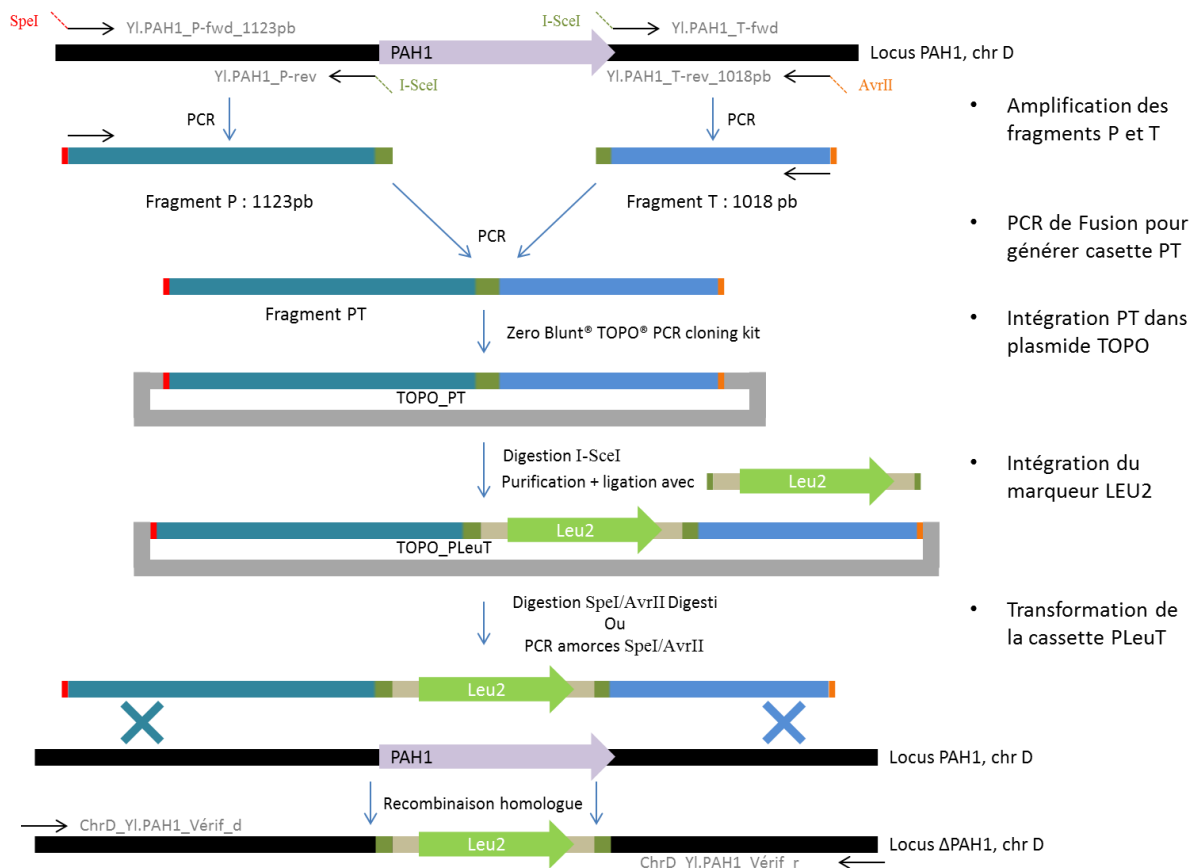 SpeI
Yl.PAH1_P-fwd_1123pb
I-SceI
Yl.PAH1_T-fwd
PAH1
Locus PAH1, chr D
Yl.PAH1_P-rev
I-SceI
Yl.PAH1_T-rev_1018pb
AvrII
PCR
PCR
• Amplification des
fragments P et T
Fragment P : 1123pb
Fragment T : 1018 pb
PCR
• PCR de Fusion pour
générer casette PT
Fragment PT
Zero Blunt® TOPO® PCR cloning kit
• Intégration PT dans
plasmide TOPO
TOPO_PT
Digestion I-SceI
Purification + ligation avec
Leu2
• Intégration du
marqueur LEU2
Leu2
TOPO_PLeuT
Digestion SpeI/AvrII Digesti
Ou
PCR amorces SpeI/AvrII
• Transformation de
la cassette PLeuT
Leu2
PAH1
Locus PAH1, chr D
Recombinaison homologue
ChrD_Yl.PAH1_Vérif_d
Leu2
Locus ΔPAH1, chr D
ChrD_Yl.PAH1_Vérif_r